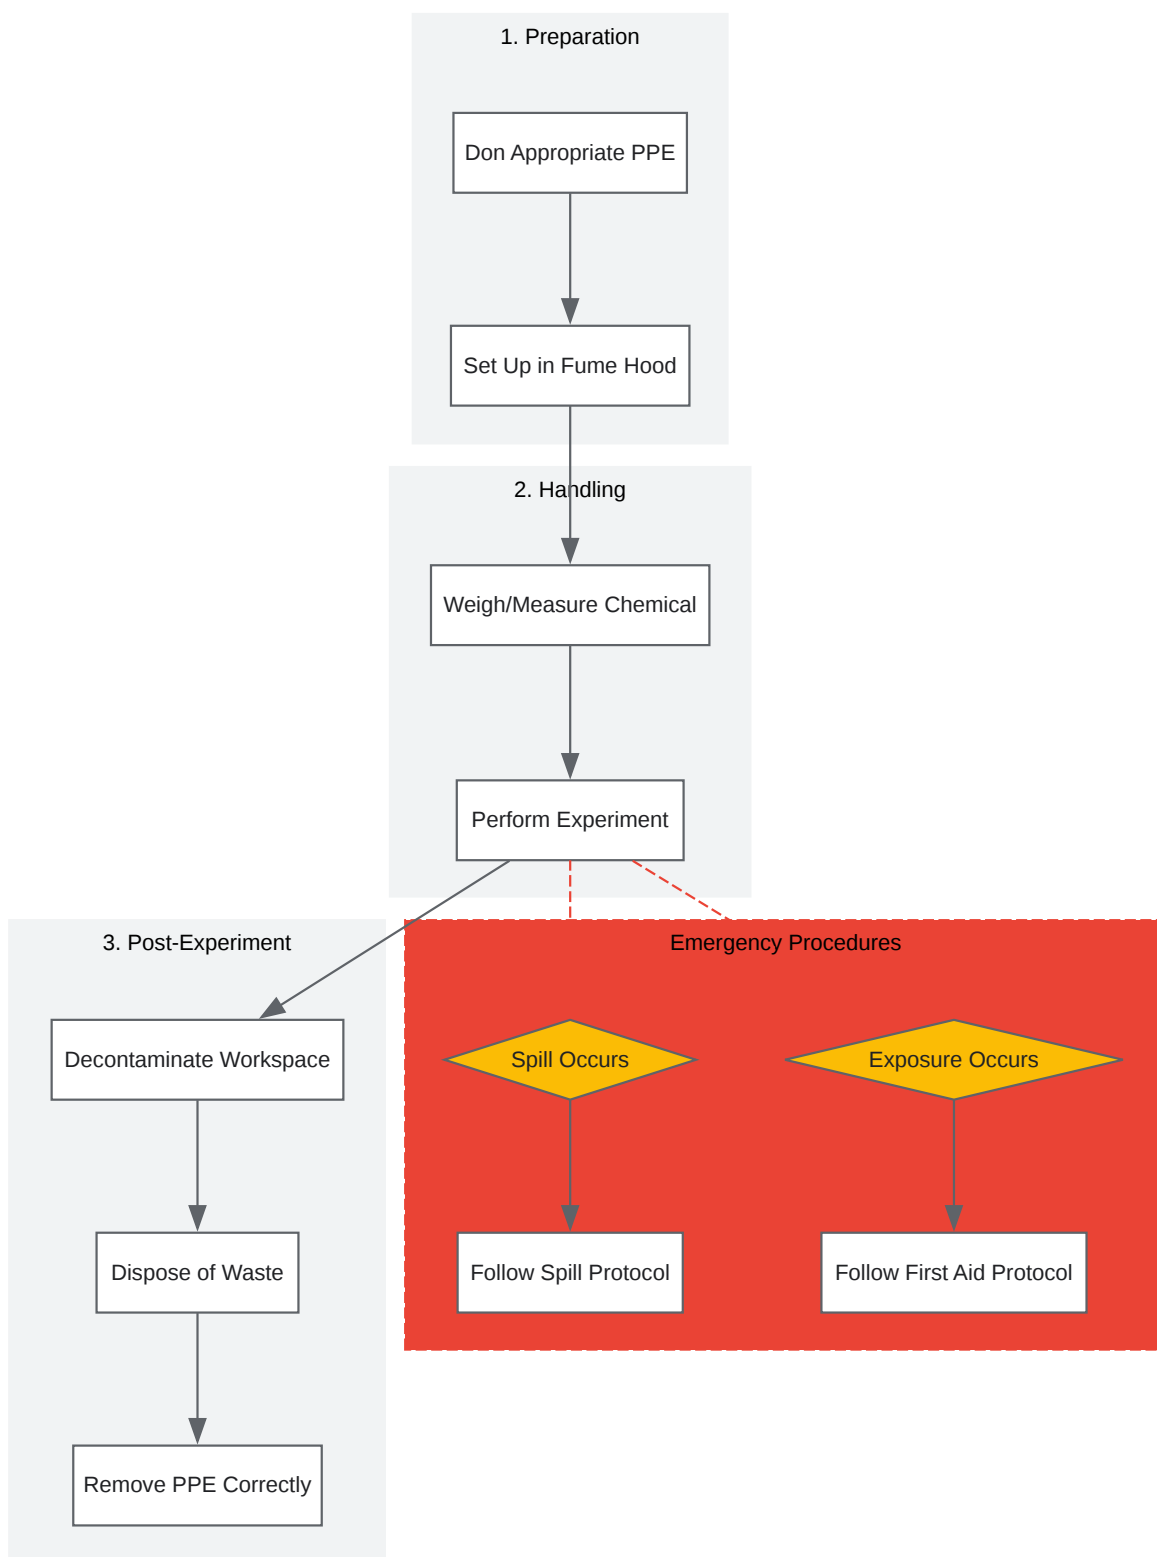 1. Preparation
Don Appropriate PPE
Set Up in Fume Hood
2. Handling
Weigh/Measure Chemical
Perform Experiment
3. Post-Experiment
Decontaminate Workspace
Dispose of Waste
Remove PPE Correctly
Emergency Procedures
Spill Occurs
Exposure Occurs
Follow Spill Protocol
Follow First Aid Protocol